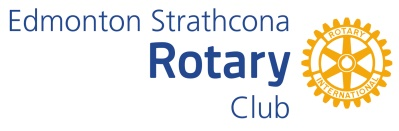 Edmonton Strathcona
Rotary
Club
ROTARY
INTERNATIONAL